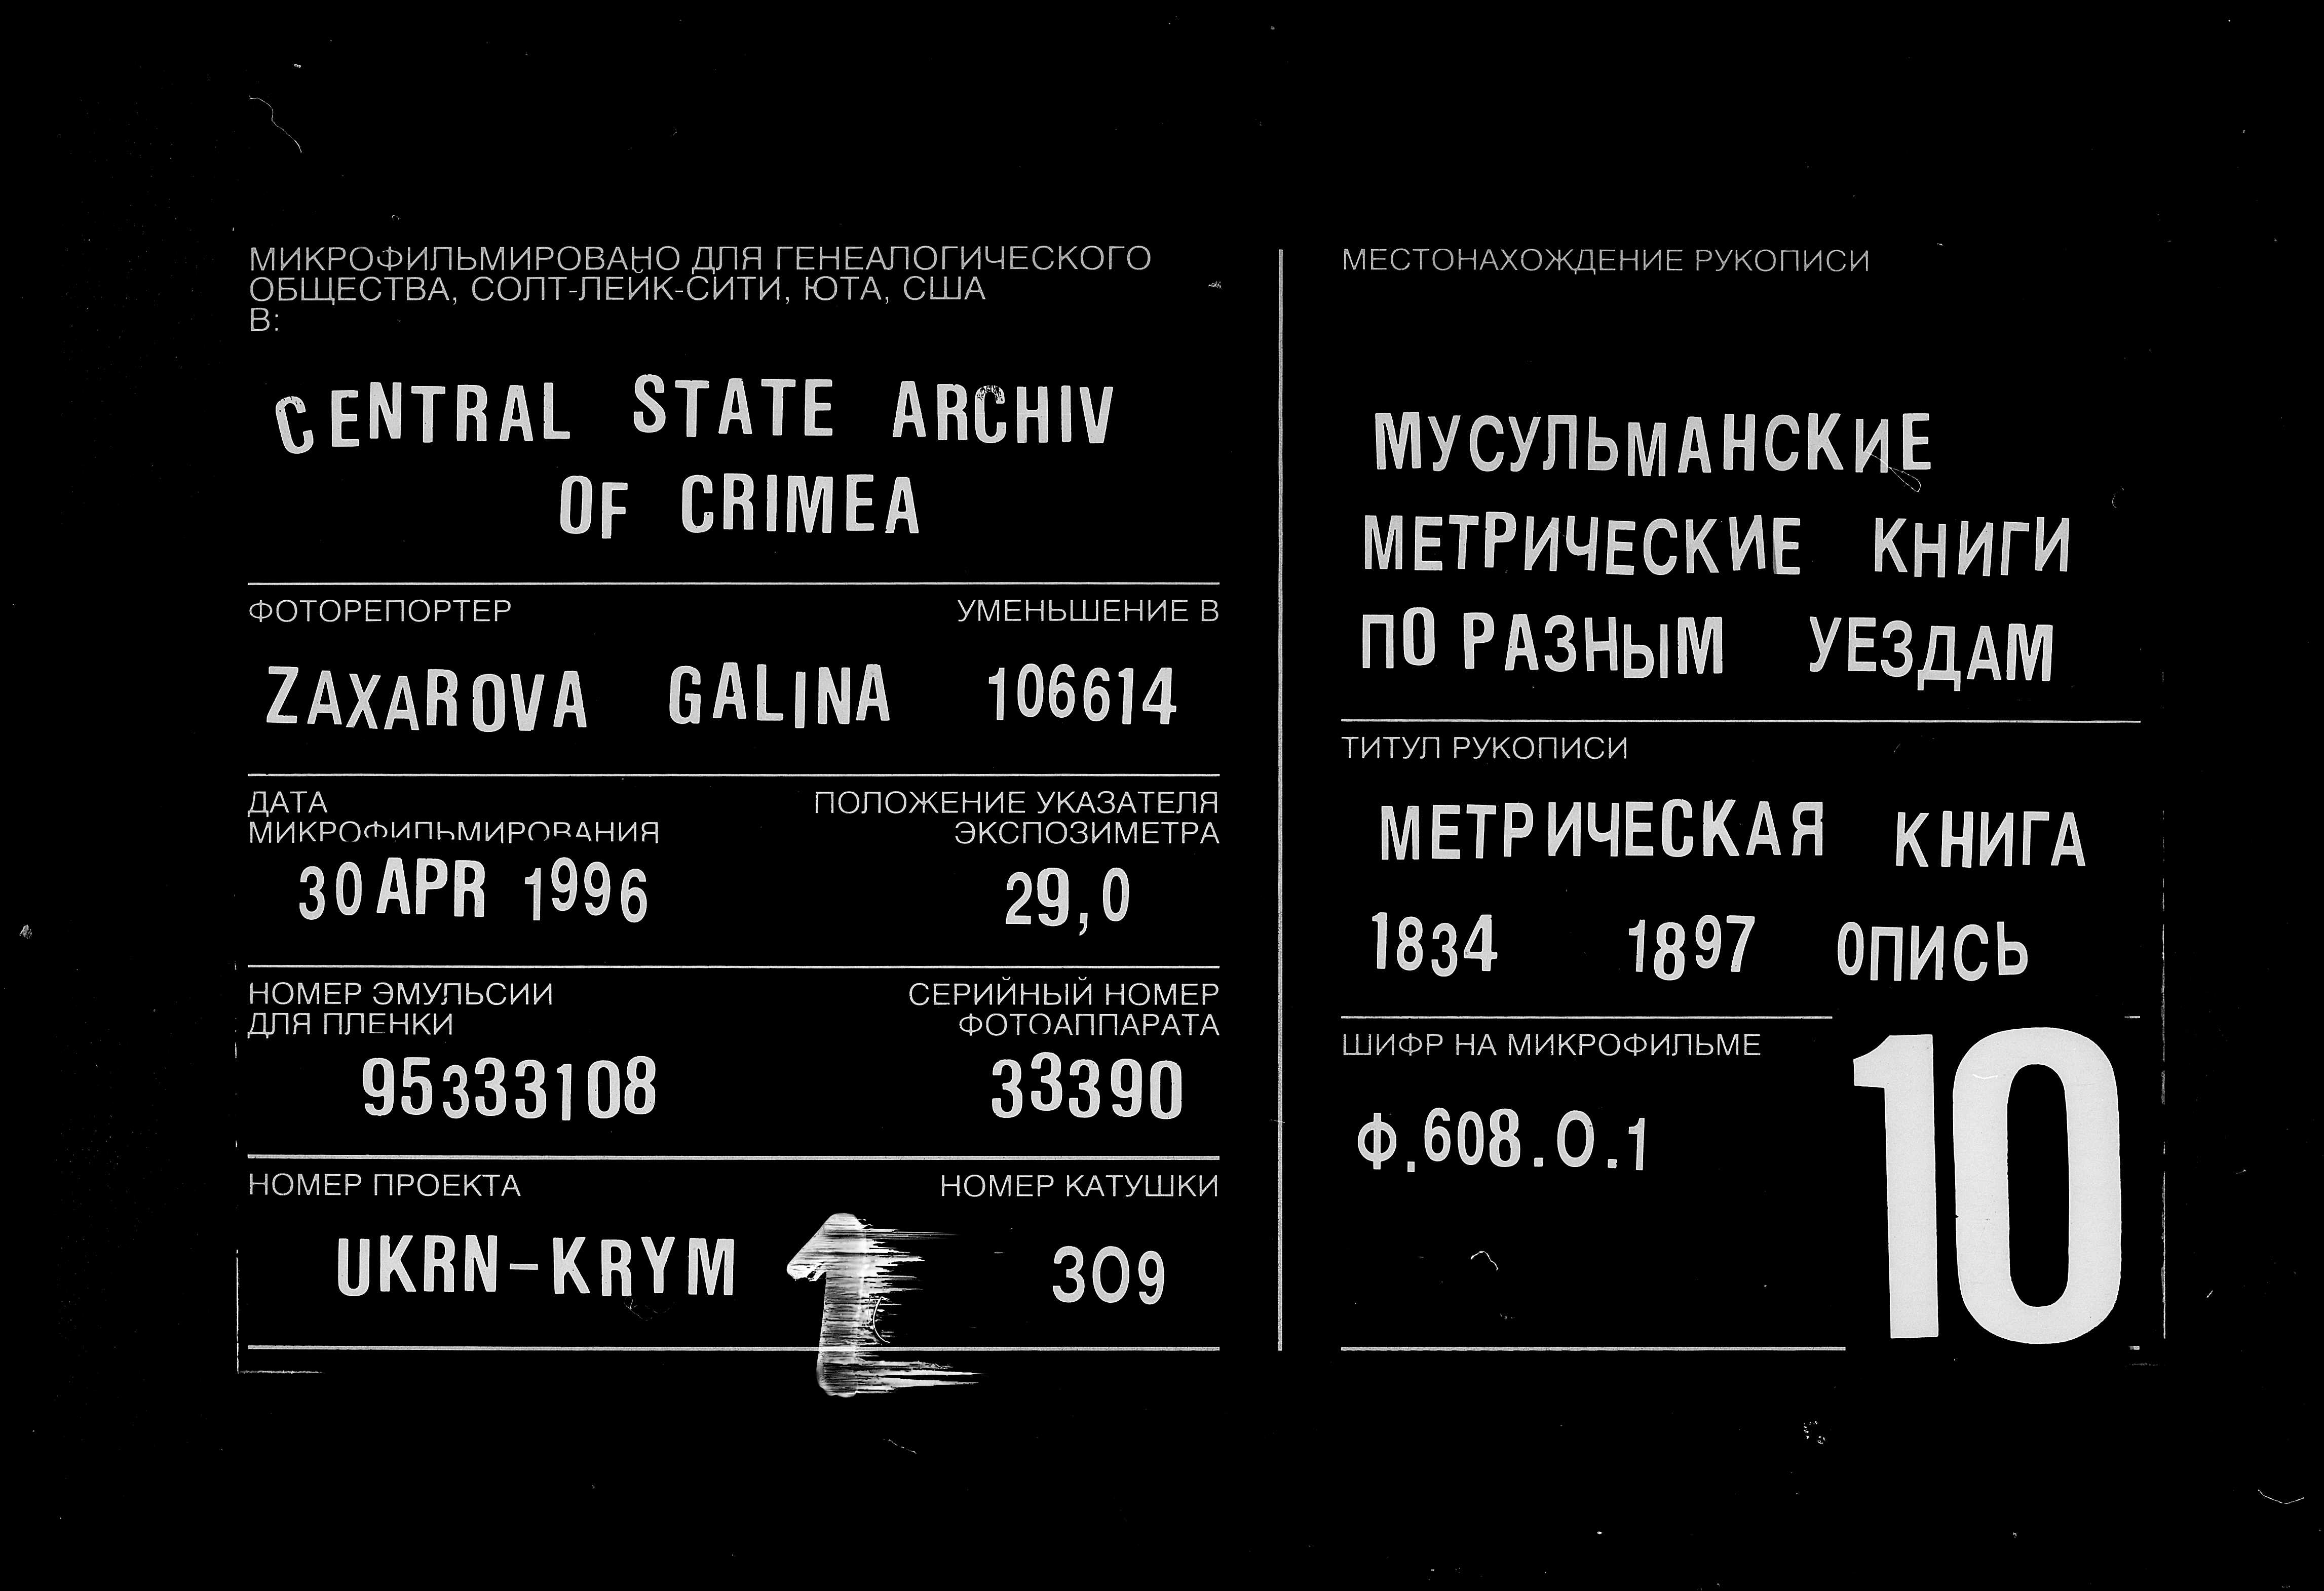 МИКРОФИЛЬМИРОВАНО ДЛЯ ГЕНЕАЛОГИЧЕСКОГО
ОБЩЕСТВА, СОЛТ-ЛЕЙК-СИТИ, ЮТА, США
В:
CENTRAL STATE ARCHIV
OF CRIMEA
ФОТОРЕПОРТЕР УМЕНЬШЕНИЕ В
ZAXAROVA GALINA 106614
ДАТА ПОЛОЖЕНИЕ УКАЗАТЕЛЯ
МИКРОФИЛЬМИРОВАНИЯ ЭКСПОЗИМЕТРА
30 APR 1996 29,0
НОМЕР ЭМУЛЬСИИ СЕРИЙНЫЙ НОМЕР
ДЛЯ ПЛЕНКИ ФОТОАППАРАТА
95333108 33390
НОМЕР ПРОЕКТА НОМЕР КАТУШКИ
UKRN-KRYM 1 309
МЕСТОНАХОЖДЕНИЕ РУКОПИСИ
МУСУЛЬМАНСКИЕ
МЕТРИЧЕСКИЕ КНИГИ
ПО РАЗНЫМ УЕЗДАМ
ТИТУЛ РУКОПИСИ
МЕТРИЧЕСКАЯ КНИГА
1834 1897 ОПИСЬ
ШИФР НА МИКРОФИЛЬМЕ
Ф.608.О.1
10